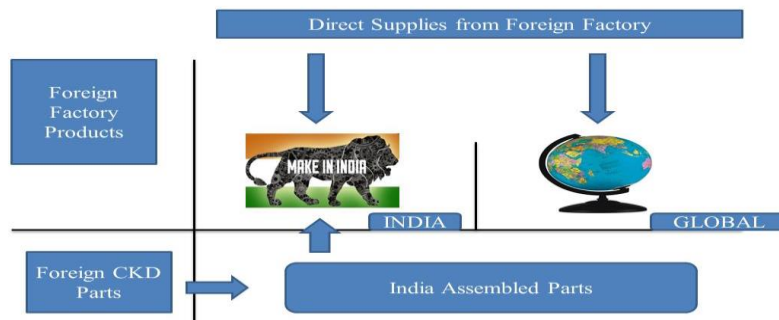 Direct Supplies from Foreign Factory
Foreign
Factory
Products
MAKE IN INDIA
INDIA
GLOBAL
Foreign CKD
Parts
India Assembled Parts